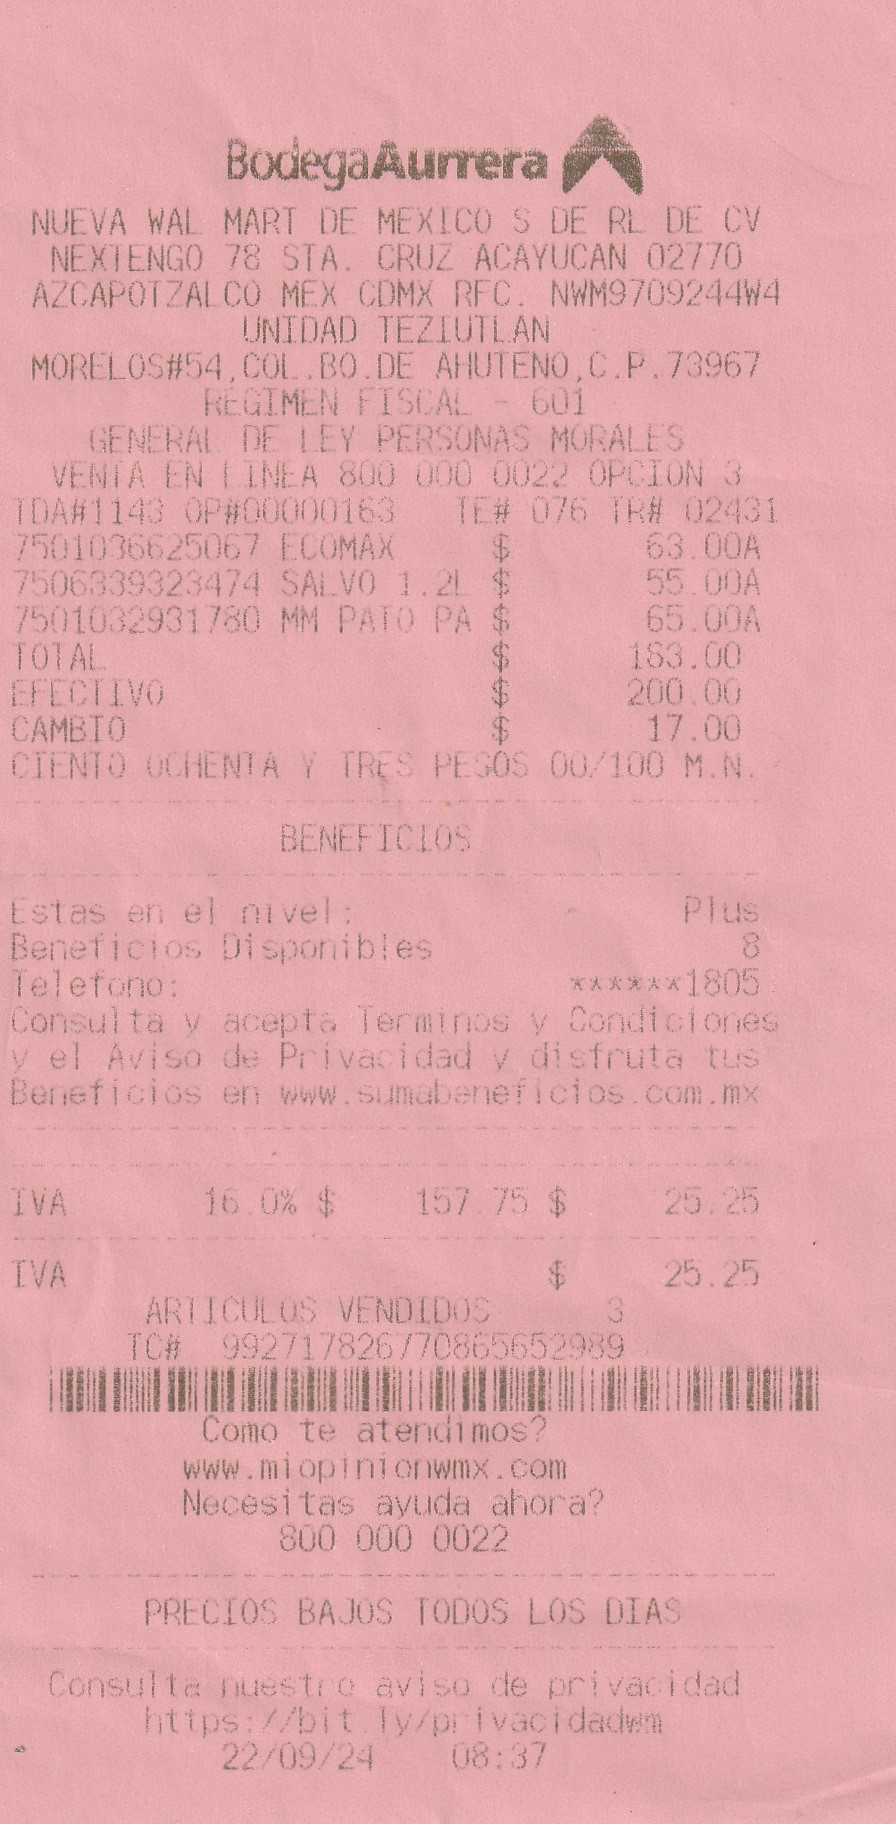 BodegaAurrera
NUEVA WAL MART DE MEXICO S DE RL DE CV
NEXTENGO 78 STA. CRUZ ACAYUCAN 02770
AZCAPOTZALCO MEX CDMX RFC. NWM9709244W4
UNIDAD TEZIUTLAN
MORELOS#54,COL.BO.DE AHUTENO,C.P.73967
REGIMEN FISCAL - 601
GENERAL DE LEY PERSONAS MORALES
VENTA EN LINEA 800 000 0022 OPCION 3
TDA#1143 OP#00000163 TE# 076 TR# 02431
7501036625067 ECOMAX $ 63.00A
7506339323474 SALVO 1.2L $ 55.00A
7501032931780 MM PATO PA $ 65.00A
TOTAL $ 183.00
EFECTIVO $ 200.00
CAMBIO $ 17.00
CIENTO OCHENTA Y TRES PESOS 00/100 M.N.
BENEFICIOS
Estas en el nivel: Plus
Beneficios Disponibles 8
Telefono: ******1805
Consulta y acepta Terminos y Condiciones
y el Aviso de Privacidad y disfruta tus
Beneficios en www.sumabeneficios.com.mx
IVA 16.0% $ 157.75 $ 25.25
IVA $ 25.25
ARTICULOS VENDIDOS 3
TC# 992717826770865652989
Como te atendimos?
www.miopinionwmx.com
Necesitas ayuda ahora?
800 000 0022
PRECIOS BAJOS TODOS LOS DIAS
Consulta nuestro aviso de privacidad
https://bit.ly/privacidadwm
22/09/24 08:37